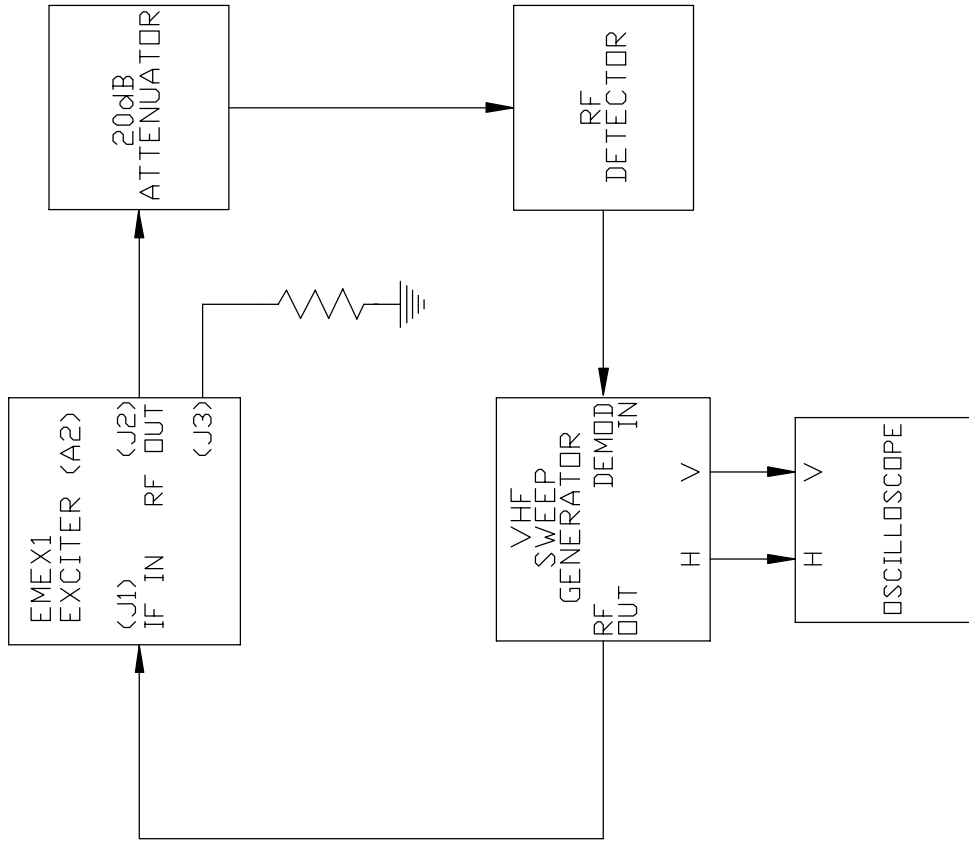 EMEX1
EXCITER (A2)
(J1)
IF IN
RF
(J2)
OUT
(J3)
20dB
ATTENUATOR
VHF
SWEEP
GENERATOR
RF
OUT
DEMOD
IN
H
V
RF
DETECTOR
H
V
OSCILLOSCOPE